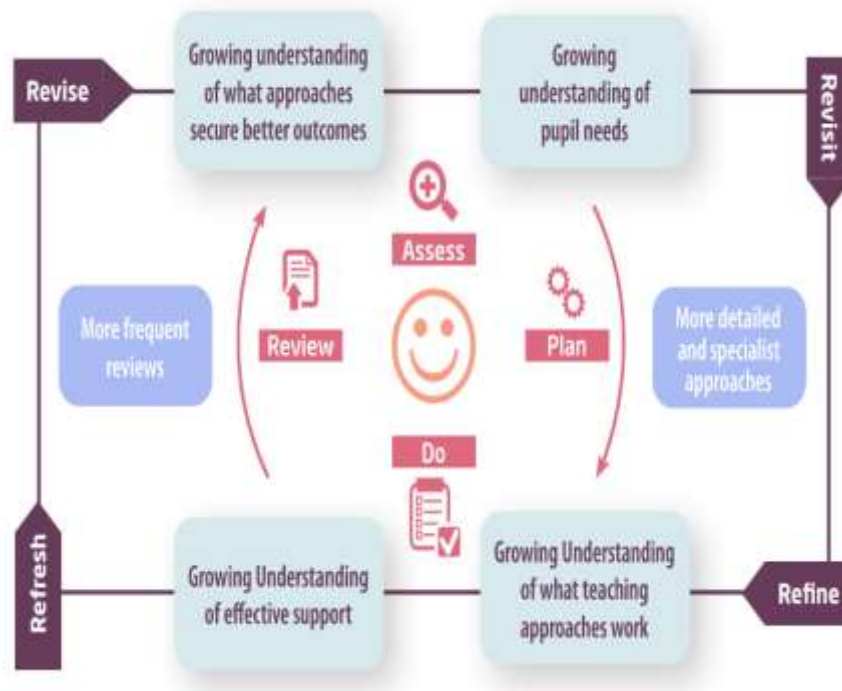 Revise
Growing understanding
of what approaches
secure better outcomes
Growing
understanding of
pupil needs
Revisit
Assess
More frequent
reviews
Review
Plan
More detailed
and specialist
approaches
Do
Refresh
Growing Understanding
of effective support
Growing Understanding
of what teaching
approaches work
Refine